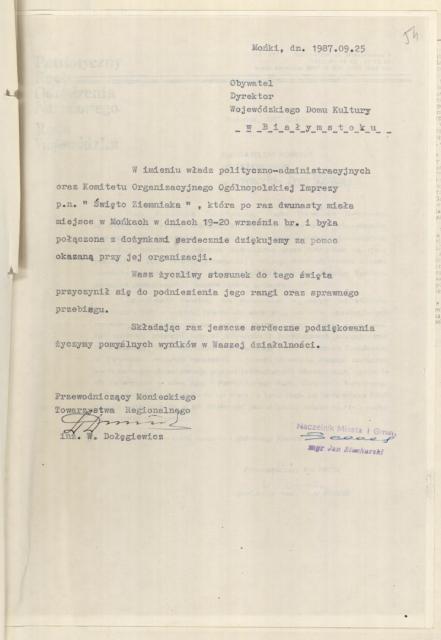 54
Mońki, dn. 1987.09.25
Obywatel
Dyrektor
Wojewódzkiego Domu Kultury
w Białymstoku
W imieniu władz polityczno-administracyjnych
oraz Komitetu Organizacyjnego Ogólnopolskiej Imprezy
p.n. " Święto Ziemniaka " , która po raz dwunasty miała
miejsce w Mońkach w dniach 19-20 września br. i była
połączona z dożynkami serdecznie dziękujemy za pomoc
okazaną przy jej organizacji.
Wasz życzliwy stosunek do tego święta
przyczynił się do podniesienia jego rangi oraz sprawnego
przebiegu.
Składając raz jeszcze serdeczne podziękowania
życzymy pomyślnych wyników w Waszej działalności.
Przewodniczący Monieckiego
Towarzystwa Regionalnego
inż. W. Dołęgiewicz
Naczelnik Miasta i Gminy
mgr Jan